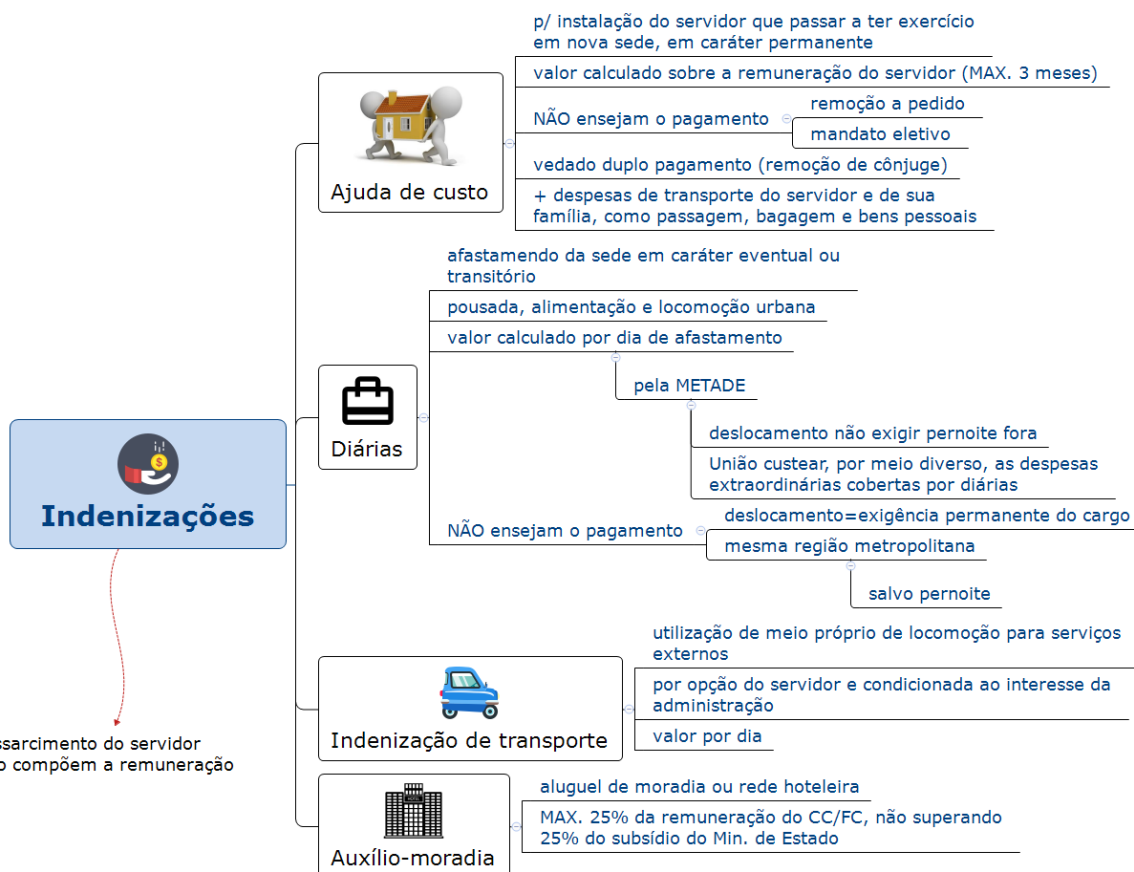 p/ instalação do servidor que passar a ter exercício
em nova sede, em caráter permanente
valor calculado sobre a remuneração do servidor (MAX. 3 meses)
NÃO ensejam o pagamento
remoção a pedido
mandato eletivo
vedado duplo pagamento (remoção de cônjuge)
+ despesas de transporte do servidor e de sua
família, como passagem, bagagem e bens pessoais
Ajuda de custo
afastamendo da sede em caráter eventual ou
transitório
pousada, alimentação e locomoção urbana
valor calculado por dia de afastamento
pela METADE
deslocamento não exigir pernoite fora
União custear, por meio diverso, as despesas
extraordinárias cobertas por diárias
NÃO ensejam o pagamento
deslocamento=exigência permanente do cargo
mesma região metropolitana
salvo pernoite
Diárias
Indenizações
utilização de meio próprio de locomoção para serviços
externos
por opção do servidor e condicionada ao interesse da
administração
valor por dia
Indenização de transporte
do servidor
compõem a remuneração
aluguel de moradia ou rede hoteleira
MAX. 25% da remuneração do CC/FC, não superando
25% do subsídio do Min. de Estado
Auxílio-moradia